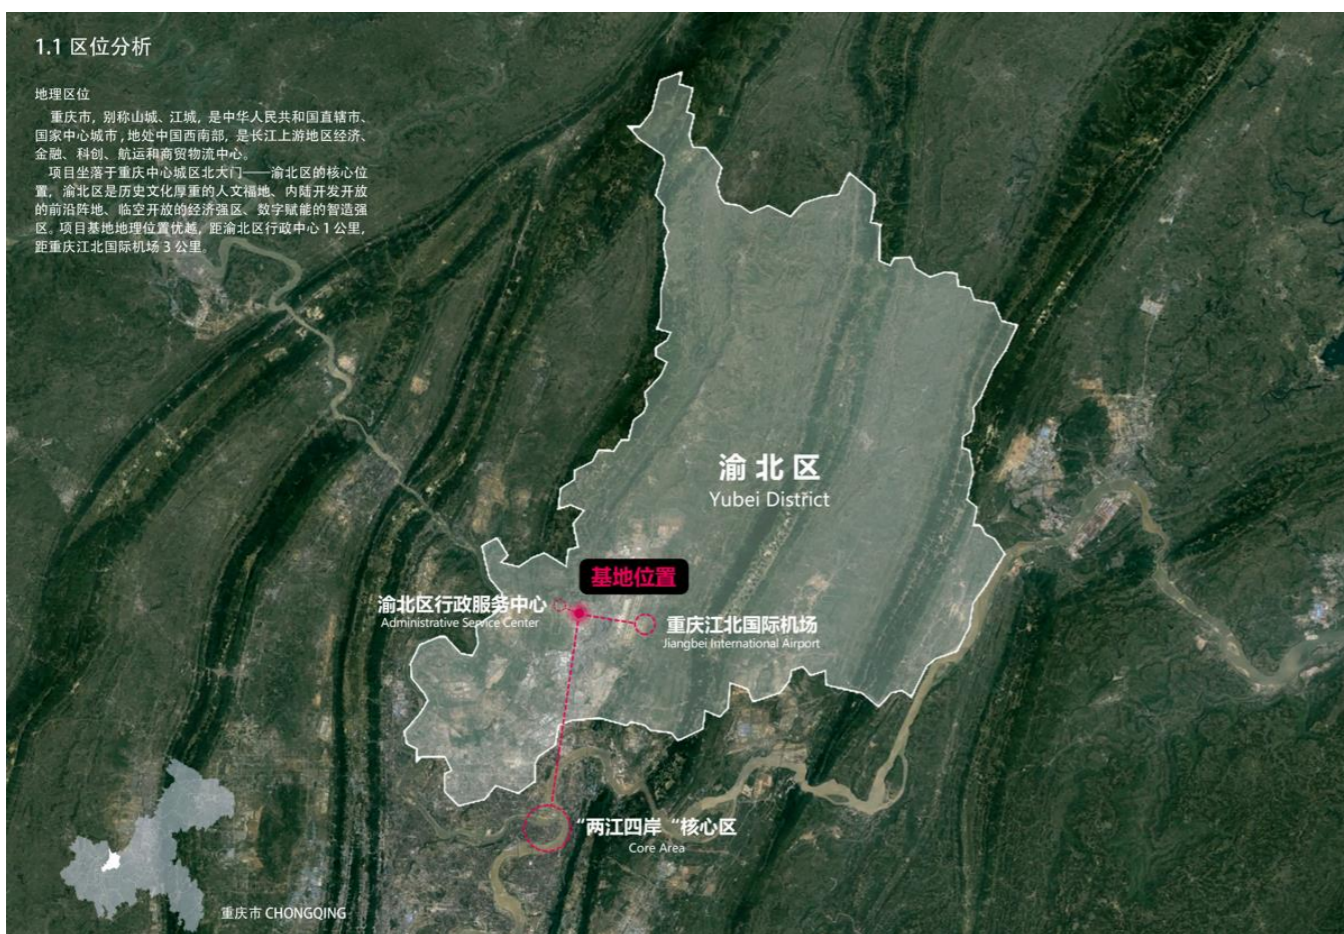 1.1 区位分析
地理区位
重庆市，别称山城、江城，是中华人民共和国直辖市、
国家中心城市，地处中国西南部，是长江上游地区经济、
金融、科创、航运和商贸物流中心。
项目坐落于重庆中心城区北大门——渝北区的核心位
置，渝北区是历史文化厚重的人文福地、内陆开发开放
的前沿阵地、临空开放的经济强区、数字赋能的智造强
区。项目基地地理位置优越，距渝北区行政中心 1 公里，
距重庆江北国际机场 3 公里。
渝北区
Yubei District
基地位置
渝北区行政服务中心
Administrative Service Center
重庆江北国际机场
Jiangbei International Airport
“两江四岸“核心区
Core Area
重庆市 CHONGQING